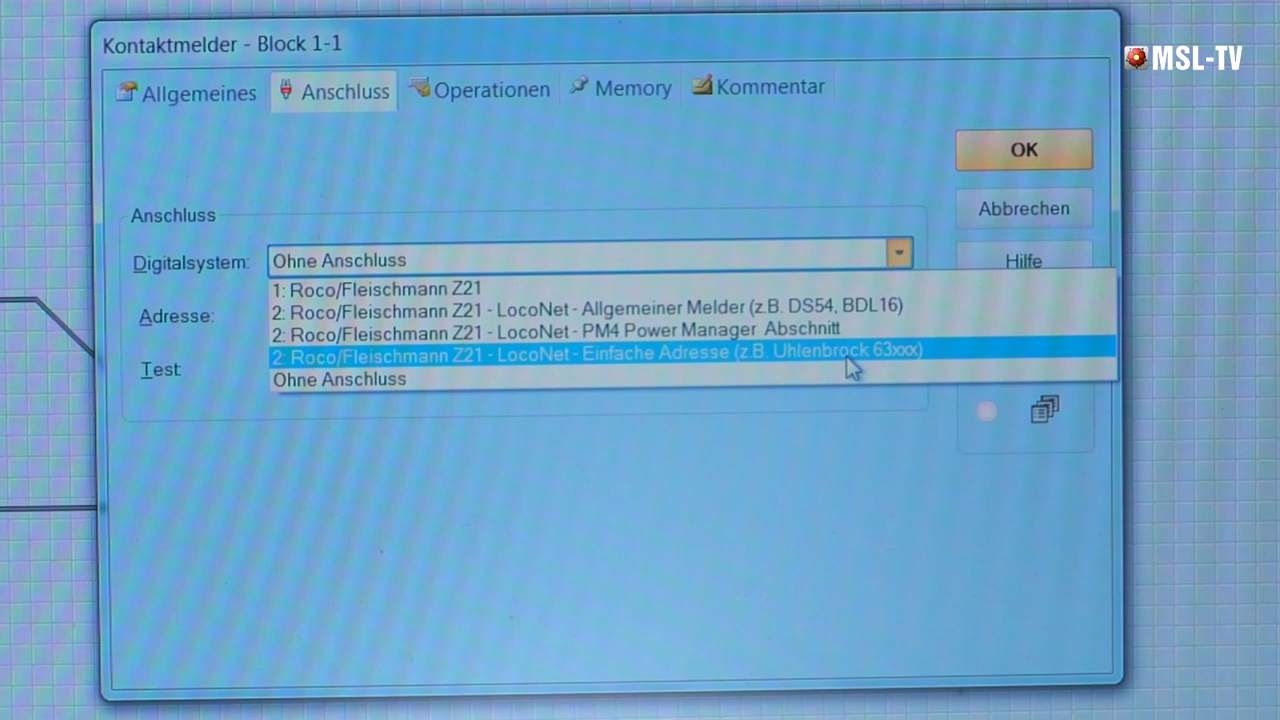 Kontaktmelder - Block 1-1
MSL-TV
Allgemeines Anschluss Operationen Memory Kommentar
OK
Abbrechen
Hilfe
Anschluss
Digitalsystem: Ohne Anschluss
1: Roco/Fleischmann Z21
2: Roco/Fleischmann Z21 - LocoNet - Allgemeiner Melder (z.B. DS54, BDL16)
Adresse:
2: Roco/Fleischmann Z21 - LocoNet - PM4 Power Manager Abschnitt
2: Roco/Fleischmann Z21 - LocoNet - Einfache Adresse (z.B. Uhlenbrock 63xxx)
Test:
Ohne Anschluss